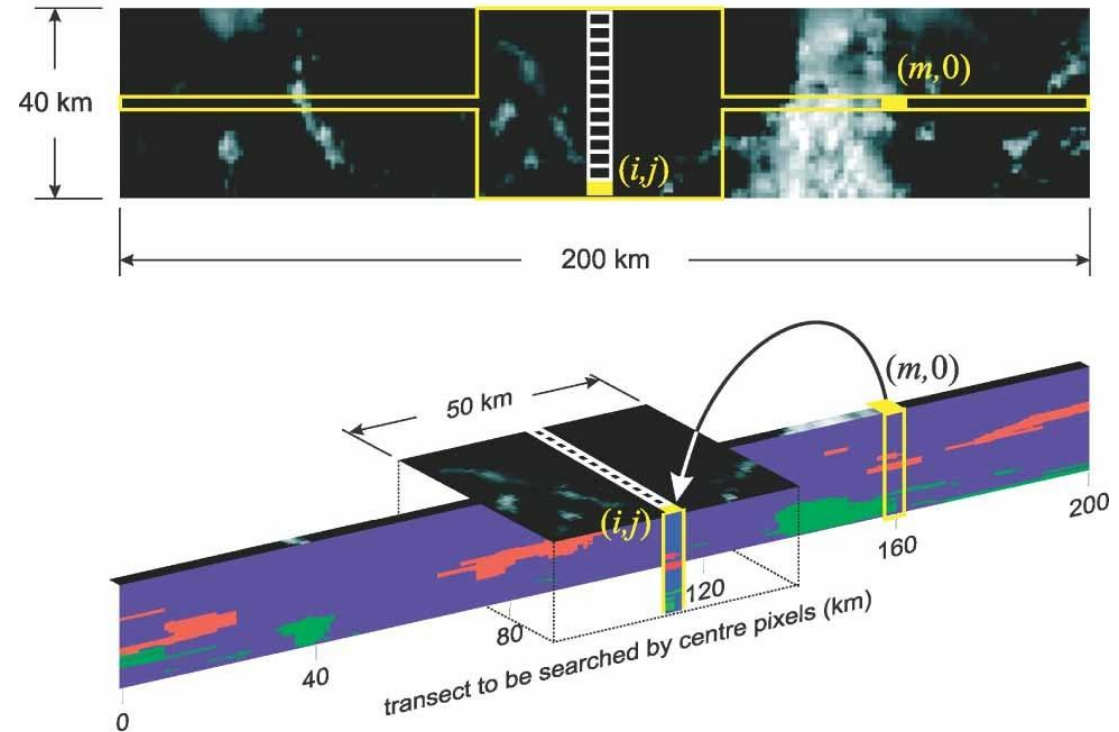 40 km
(m,0)
(i,j)
200 km
50 km
(m,0)
(i,j)
200
160
120
80
40
0
transect to be searched by centre pixels (km)